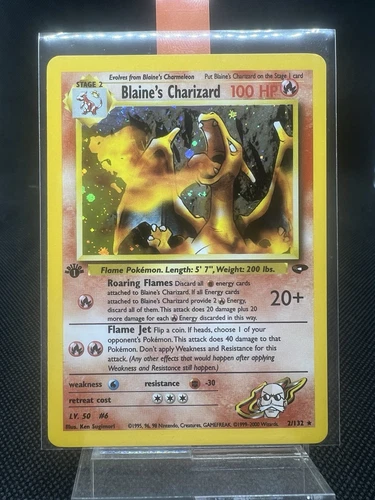 Evolves from Blaine's Charmeleon Put Blaine's Charizard on the Stage 1 card
STAGE 2
Blaine's Charizard 100 HP
Flame Pokémon. Length: 5' 7", Weight: 200 lbs.
Roaring Flames Discard all energy cards
attached to Blaine's Charizard. If all Energy cards
attached to Blaine's Charizard provide 2 Energy,
discard all of them. This attack does 20 damage plus 20
more damage for each Energy discarded in this way.
20+
Flame Jet Flip a coin. If heads, choose 1 of your
opponent's Pokémon. This attack does 40 damage to that
Pokémon. Don't apply Weakness and Resistance for this
attack. (Any other effects that would happen after applying
Weakness and Resistance still happen.)
weakness resistance -30
retreat cost
LV. 50 #6
Illus. Ken Sugimori ©1995, 96, 98 Nintendo, Creatures, GAMEFREAK. ©1999-2000 Wizards. 2/132 ★